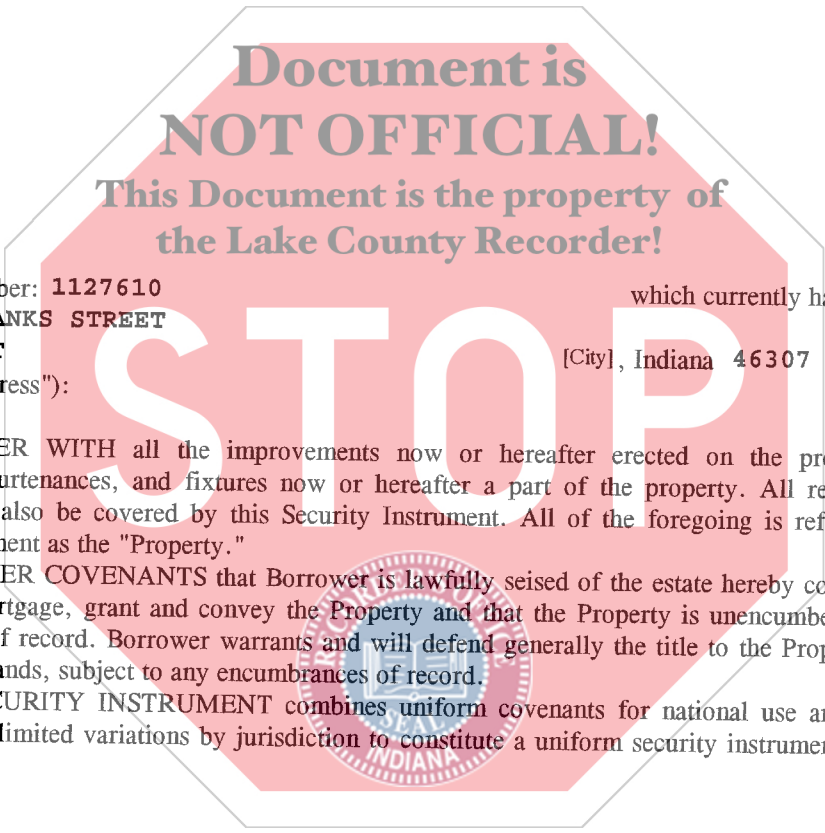 Document is
NOT OFFICIAL!
This Document is the property of
the Lake County Recorder!
ber: 1127610 which currently ha
ANKS STREET
[City], Indiana 46307
ress"):
STOP
ER WITH all the improvements now or hereafter erected on the pro
urtenances, and fixtures now or hereafter a part of the property. All re
also be covered by this Security Instrument. All of the foregoing is ref
ment as the "Property."
ER COVENANTS that Borrower is lawfully seised of the estate hereby co
rtgage, grant and convey the Property and that the Property is unencumbe
f record. Borrower warrants and will defend generally the title to the Prop
ands, subject to any encumbrances of record.
CURITY INSTRUMENT combines uniform covenants for national use an
limited variations by jurisdiction to constitute a uniform security instrumen
RECORDER'S OFFICE
SEAL
INDIANA